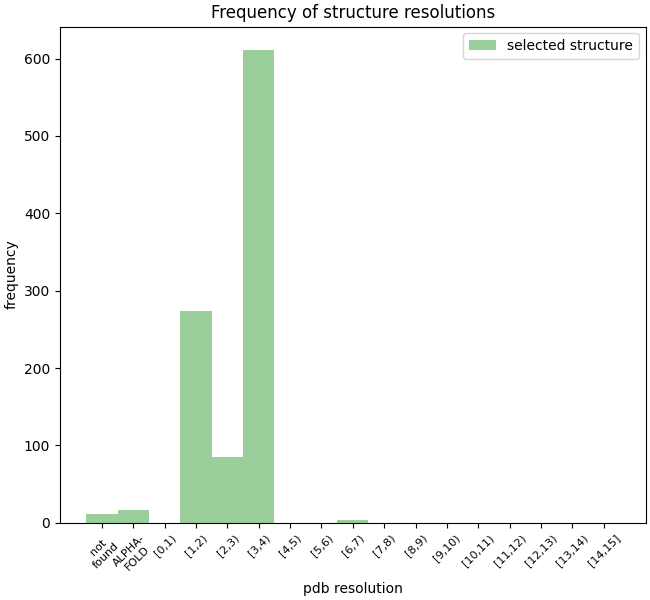 Frequency of structure resolutions
selected structure
600
500
400
300
200
100
0
frequency
not
found
ALPHA-
FOLD
[0,1)
[1,2)
[2,3)
[3,4)
[4,5)
[5,6)
[6,7)
[7,8)
[8,9)
[9,10)
[10,11)
[11,12)
[12,13)
[13,14)
[14,15]
pdb resolution